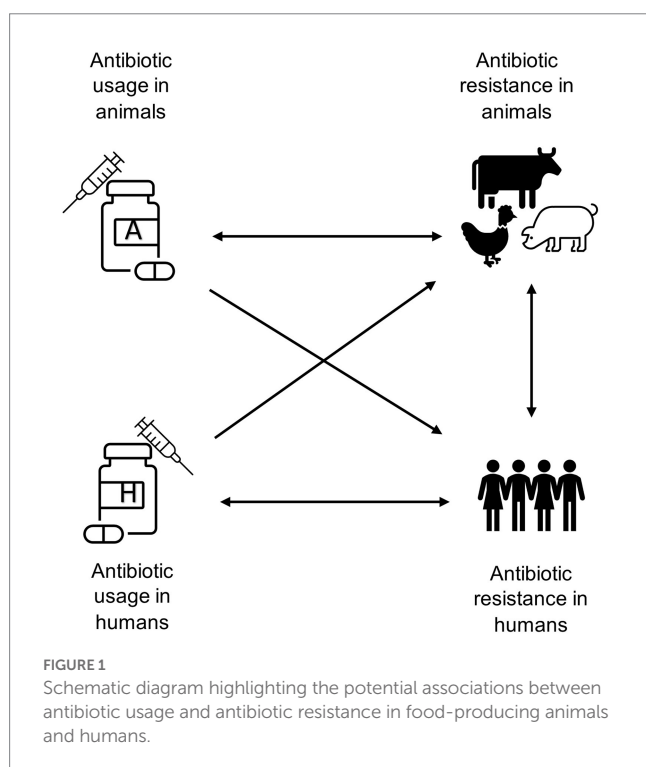 Antibiotic
usage in
animals
Antibiotic
resistance in
animals
A
H
Antibiotic
usage in
humans
Antibiotic
resistance in
humans
FIGURE 1
Schematic diagram highlighting the potential associations between
antibiotic usage and antibiotic resistance in food-producing animals
and humans.